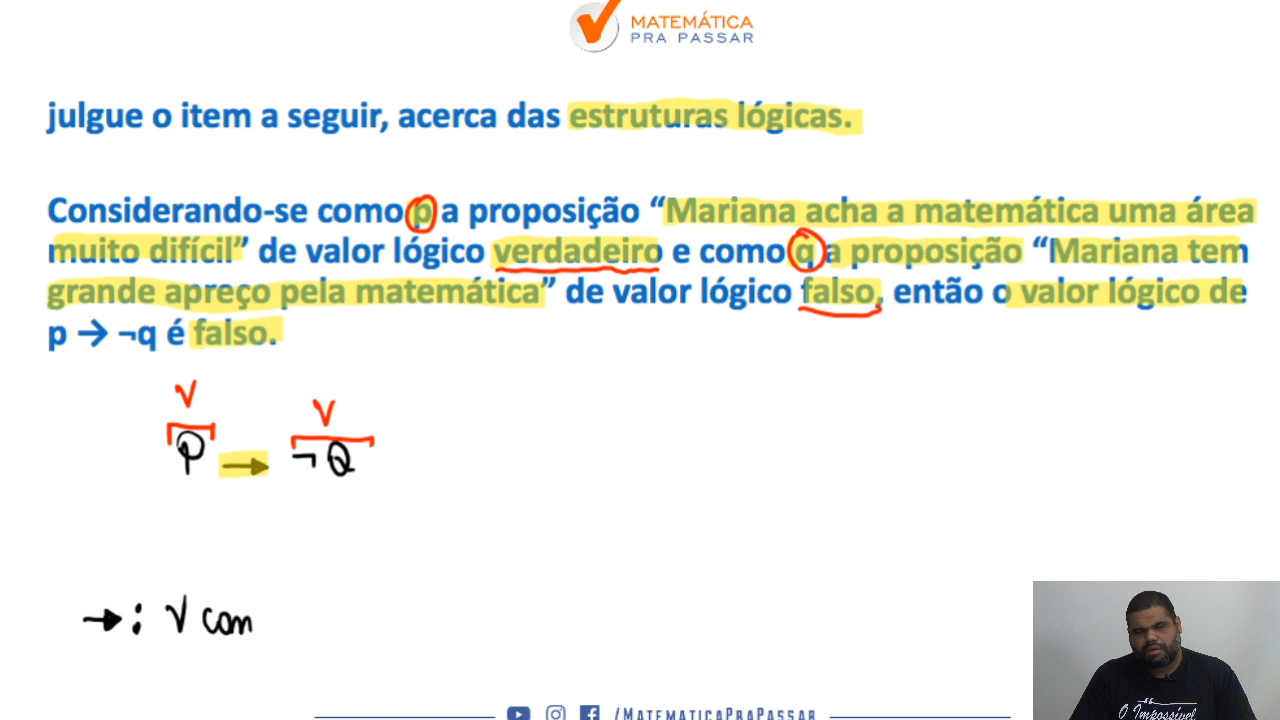 MATEMÁTICA
PRA PASSAR
julgue o item a seguir, acerca das estruturas lógicas.
Considerando-se como p a proposição “Mariana acha a matemática uma área
muito difícil” de valor lógico verdadeiro e como q a proposição “Mariana tem
grande apreço pela matemática” de valor lógico falso, então o valor lógico de
p → ¬q é falso.
V V
P → ¬Q
→: V com
“ O Impossível
/MATEMATICAPRAPASSAR